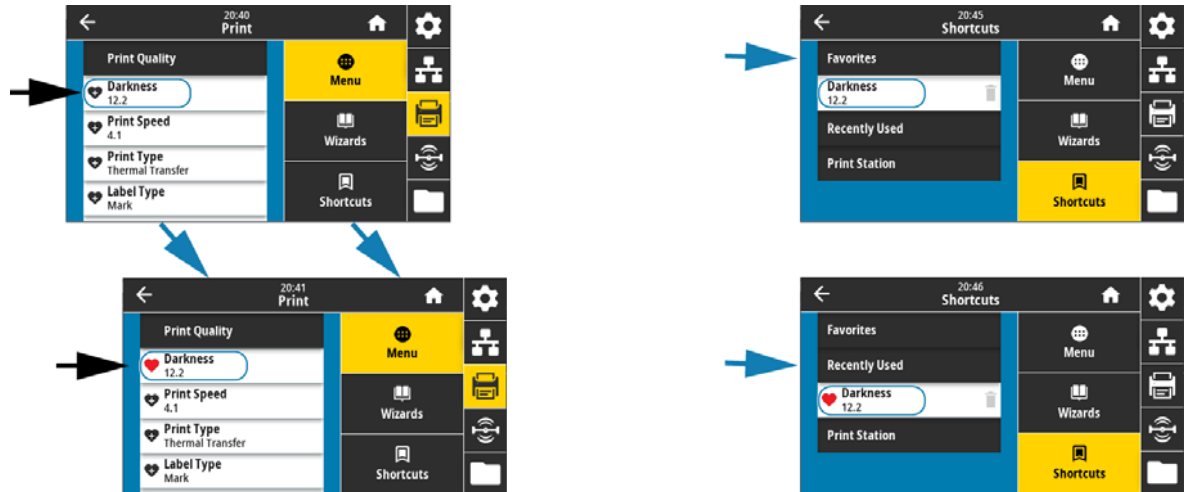 20:40
Print
Print Quality
Darkness
12.2
Print Speed
4.1
Print Type
Thermal Transfer
Label Type
Mark
Menu
Wizards
Shortcuts
20:45
Shortcuts
Favorites
Darkness
12.2
Recently Used
Print Station
Menu
Wizards
Shortcuts
20:41
Print
Print Quality
Darkness
12.2
Print Speed
4.1
Print Type
Thermal Transfer
Label Type
Mark
Menu
Wizards
Shortcuts
20:46
Shortcuts
Favorites
Recently Used
Darkness
12.2
Print Station
Menu
Wizards
Shortcuts